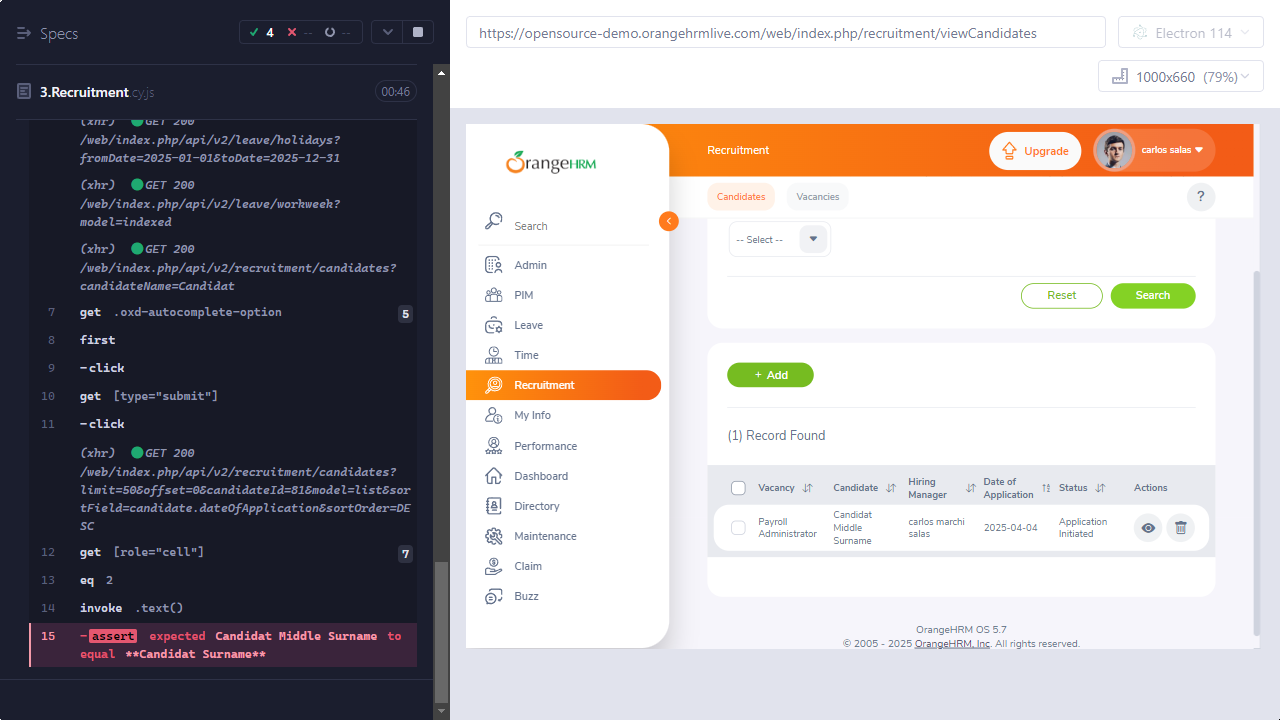 Specs
4
--
--
3.Recruitment.cy.js
00:46
(xhr) GET 200
/web/index.php/api/v2/leave/holidays?
fromDate=2025-01-01&toDate=2025-12-31
(xhr) GET 200
/web/index.php/api/v2/leave/workweek?
model=indexed
(xhr) GET 200
/web/index.php/api/v2/recruitment/candidates?
candidateName=Candidat
7 get .oxd-autocomplete-option 5
8 first
9 -click
10 get [type="submit"]
11 -click
(xhr) GET 200
/web/index.php/api/v2/recruitment/candidates?
limit=50&offset=0&candidateId=81&model=list&sor
tField=candidate.dateOfApplication&sortOrder=DE
SC
12 get [role="cell"] 7
13 eq 2
14 invoke .text()
15 -assert expected Candidat Middle Surname to
equal **Candidat Surname**
https://opensource-demo.orangehrmlive.com/web/index.php/recruitment/viewCandidates
Electron 114
1000x660 (79%)
OrangeHRM
Search
Admin
PIM
Leave
Time
Recruitment
My Info
Performance
Dashboard
Directory
Maintenance
Claim
Buzz
Recruitment
Upgrade
carlos salas
Candidates
Vacancies
?
-- Select --
Reset
Search
+ Add
(1) Record Found
Vacancy
Candidate
Hiring
Manager
Date of
Application
Status
Actions
Payroll
Administrator
Candidat
Middle
Surname
carlos marchi
salas
2025-04-04
Application
Initiated
OrangeHRM OS 5.7
© 2005 - 2025 OrangeHRM, Inc. All rights reserved.